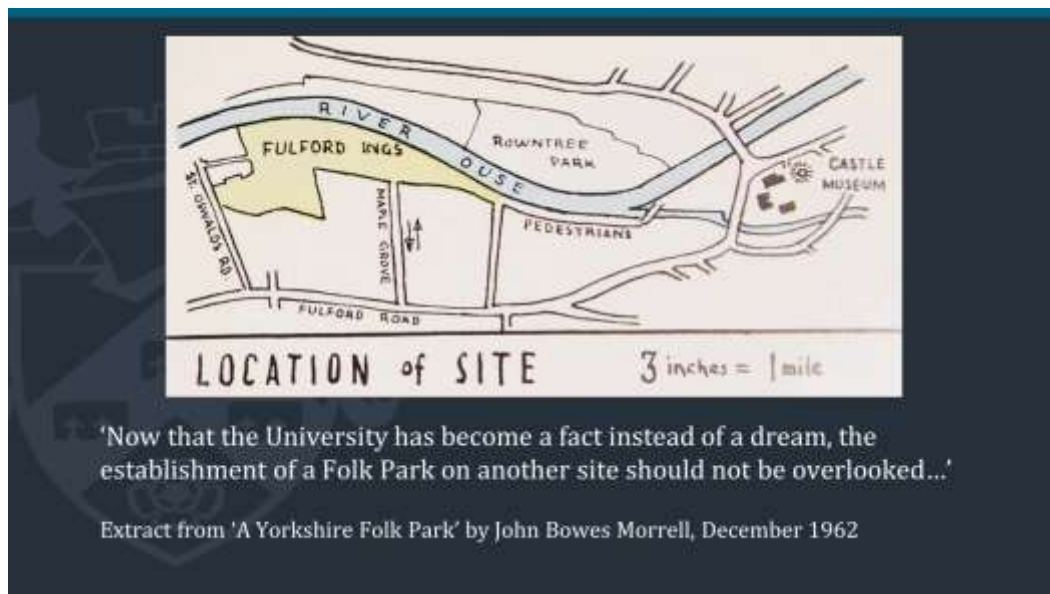 RIVER OUSE
FULFORD INGS
ROWNTREE
PARK
CASTLE
MUSEUM
ST. OSWALDS RD.
MAPLE GROVE
PEDESTRIANS
FULFORD ROAD
LOCATION of SITE
3 inches = 1 mile
‘Now that the University has become a fact instead of a dream, the
establishment of a Folk Park on another site should not be overlooked…’
Extract from ‘A Yorkshire Folk Park’ by John Bowes Morrell, December 1962